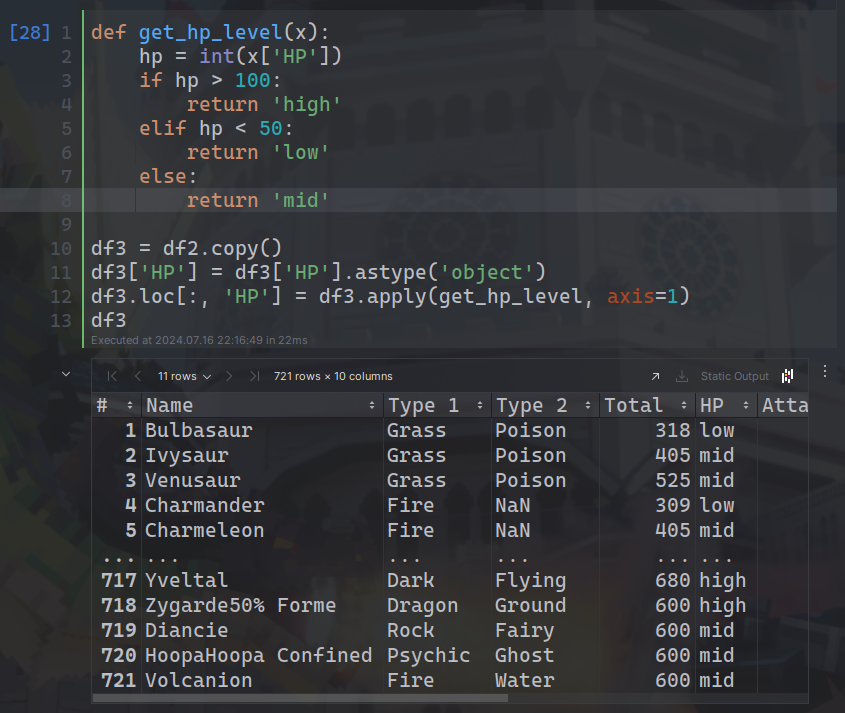 [28] 1 def get_hp_level(x):
2 hp = int(x['HP'])
3 if hp > 100:
4 return 'high'
5 elif hp < 50:
6 return 'low'
7 else:
8 return 'mid'
9
10 df3 = df2.copy()
11 df3['HP'] = df3['HP'].astype('object')
12 df3.loc[:, 'HP'] = df3.apply(get_hp_level, axis=1)
13 df3
Executed at 2024.07.16 22:16:49 in 22ms
11 rows 721 rows × 10 columns Static Output
# Name Type 1 Type 2 Total HP Atta
1 Bulbasaur Grass Poison 318 low
2 Ivysaur Grass Poison 405 mid
3 Venusaur Grass Poison 525 mid
4 Charmander Fire NaN 309 low
5 Charmeleon Fire NaN 405 mid
... ... ... ... ... ...
717 Yveltal Dark Flying 680 high
718 Zygarde50% Forme Dragon Ground 600 high
719 Diancie Rock Fairy 600 mid
720 HoopaHoopa Confined Psychic Ghost 600 mid
721 Volcanion Fire Water 600 mid